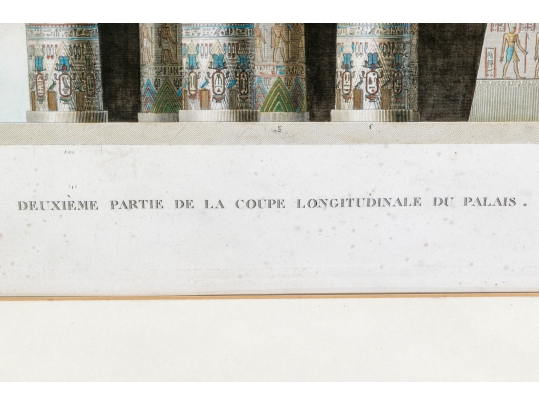 DEUXIÈME PARTIE DE LA COUPE LONGITUDINALE DU PALAIS .